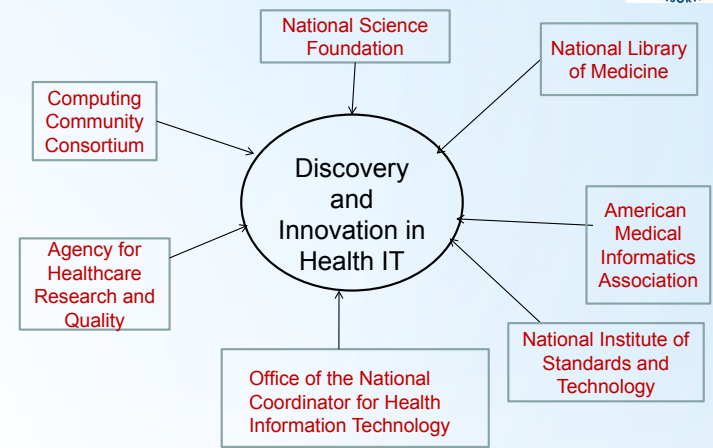 National Science
Foundation
National Library
of Medicine
Computing
Community
Consortium
Discovery
and
Innovation in
Health IT
American
Medical
Informatics
Association
Agency for
Healthcare
Research and
Quality
National Institute of
Standards and
Technology
Office of the National
Coordinator for Health
Information Technology